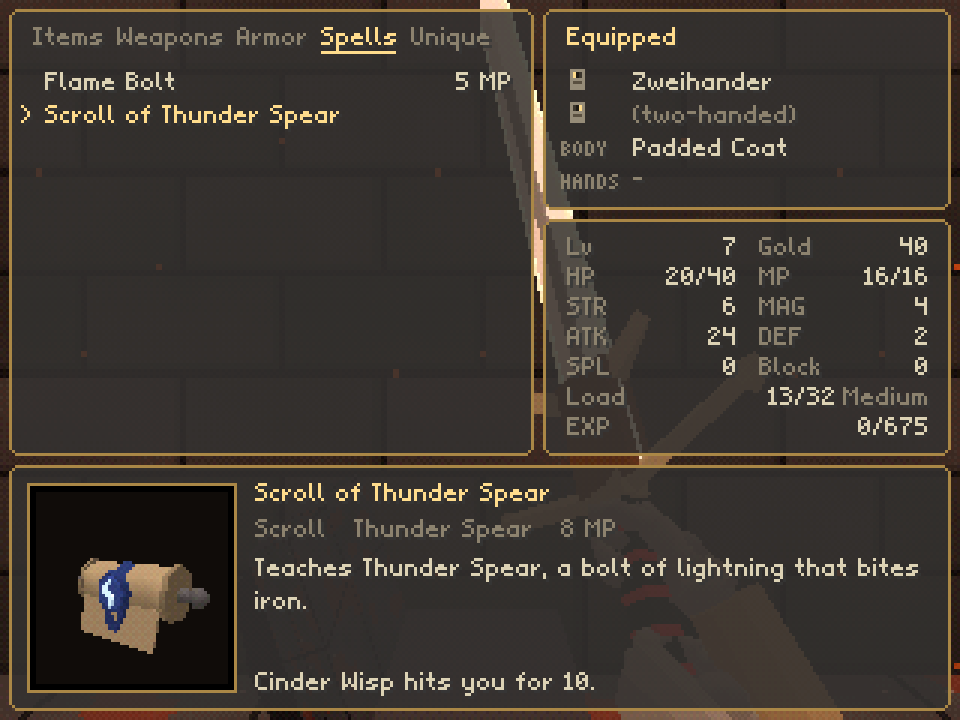 Items Weapons Armor Spells Unique
Flame Bolt 5 MP
> Scroll of Thunder Spear
Equipped
Zweihander
(two-handed)
BODY Padded Coat
HANDS -
Lv 7 Gold 40
HP 20/40 MP 16/16
STR 6 MAG 4
ATK 24 DEF 2
SPL 0 Block 0
Load 13/32 Medium
EXP 0/675
Scroll of Thunder Spear
Scroll Thunder Spear 8 MP
Teaches Thunder Spear, a bolt of lightning that bites
iron.
Cinder Wisp hits you for 10.